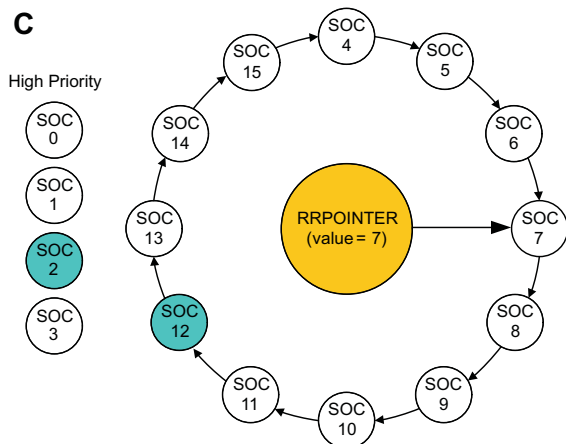 C
High Priority
SOC
0
SOC
1
SOC
2
SOC
3
SOC
4
SOC
5
SOC
6
SOC
7
SOC
8
SOC
9
SOC
10
SOC
11
SOC
12
SOC
13
SOC
14
SOC
15
RRPOINTER
(value = 7)